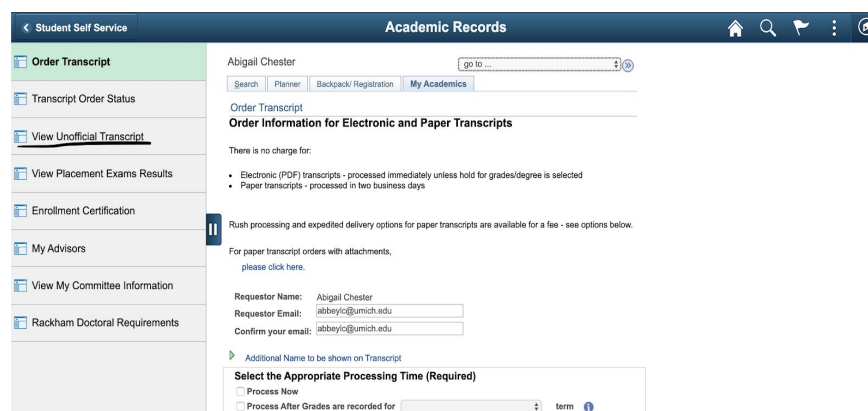 Student Self Service
Academic Records
Order Transcript
Transcript Order Status
View Unofficial Transcript
View Placement Exams Results
Enrollment Certification
My Advisors
View My Committee Information
Rackham Doctoral Requirements
Abigail Chester
go to ...
Search Planner Backpack/ Registration My Academics
Order Transcript
Order Information for Electronic and Paper Transcripts
There is no charge for:
• Electronic (PDF) transcripts - processed immediately unless hold for grades/degree is selected
• Paper transcripts - processed in two business days
Rush processing and expedited delivery options for paper transcripts are available for a fee - see options below.
For paper transcript orders with attachments,
please click here.
Requestor Name: Abigail Chester
Requestor Email: abbeylc@umich.edu
Confirm your email: abbeylc@umich.edu
Additional Name to be shown on Transcript
Select the Appropriate Processing Time (Required)
Process Now
Process After Grades are recorded for term